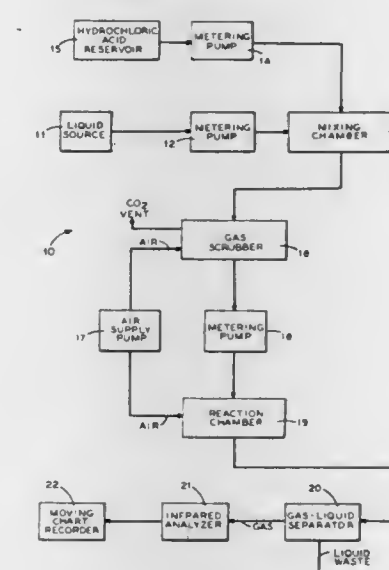 HYDROCHLORIC
ACID
RESERVOIR
15
METERING
PUMP
14
LIQUID
SOURCE
11
METERING
PUMP
12
MIXING
CHAMBER
CO2
VENT
AIR
10
GAS
SCRUBBER
AIR
SUPPLY
PUMP
17
METERING
PUMP
18
REACTION
CHAMBER
19
AIR
22
MOVING
CHART
RECORDER
21
INFRARED
ANALYZER
GAS
20
GAS-LIQUID
SEPARATOR
LIQUID
WASTE